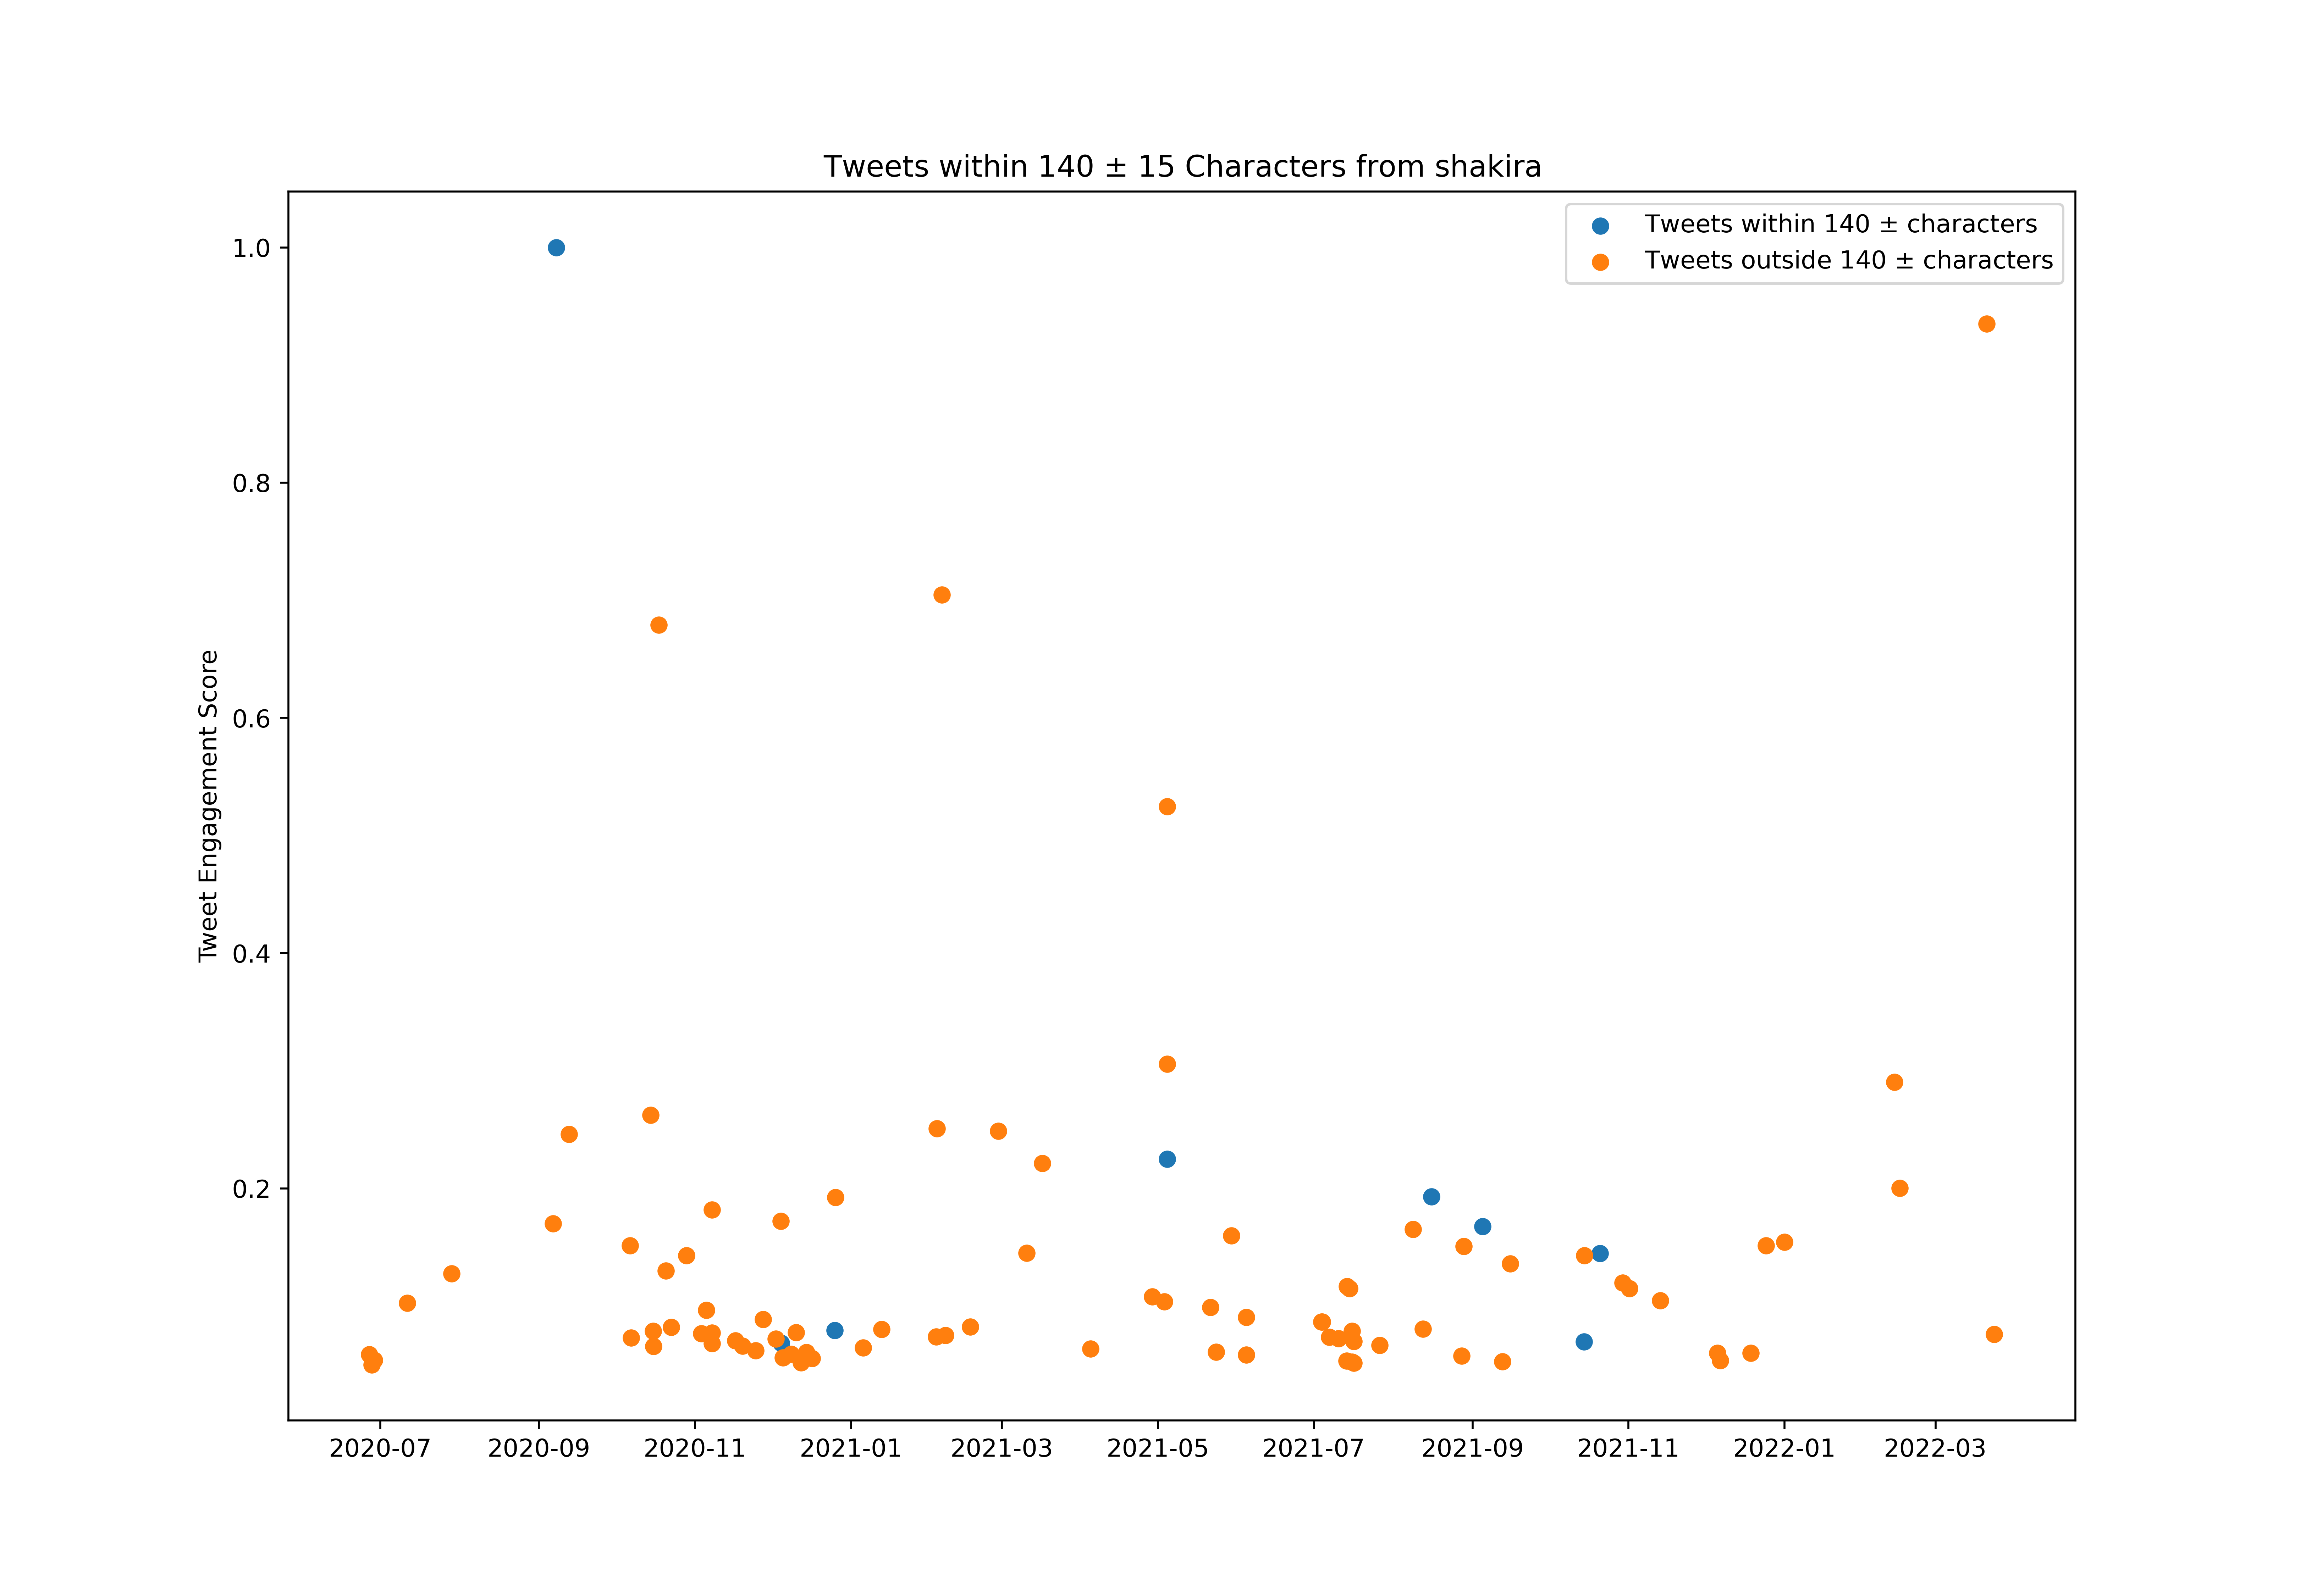 Tweets within 140 ± 15 Characters from shakira
Tweets within 140 ± characters
Tweets outside 140 ± characters
Tweet Engagement Score
1.0
0.8
0.6
0.4
0.2
2020-07 2020-09 2020-11 2021-01 2021-03 2021-05 2021-07 2021-09 2021-11 2022-01 2022-03